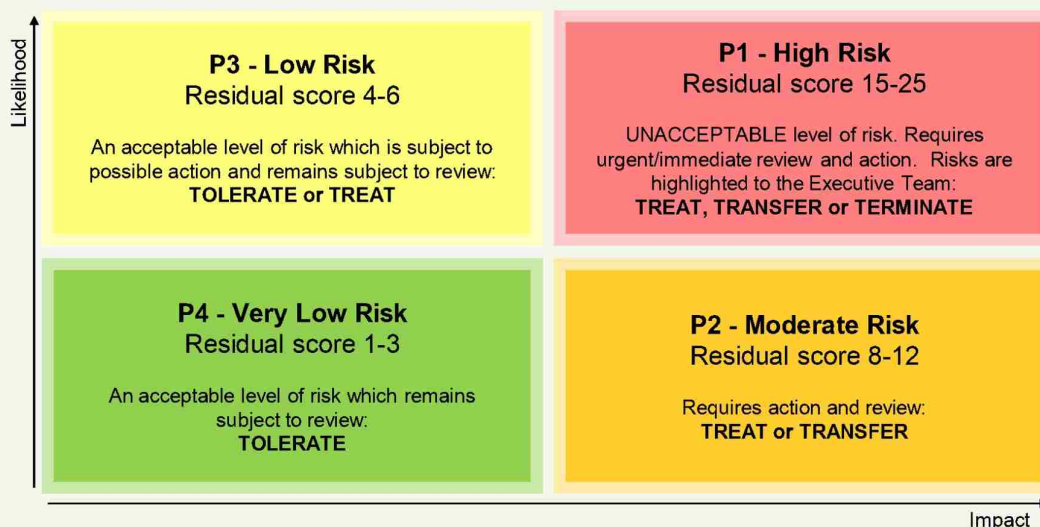 Likelihood
P3 - Low Risk
Residual score 4-6
An acceptable level of risk which is subject to
possible action and remains subject to review:
TOLERATE or TREAT
P1 - High Risk
Residual score 15-25
UNACCEPTABLE level of risk. Requires
urgent/immediate review and action.  Risks are
highlighted to the Executive Team:
TREAT, TRANSFER or TERMINATE
P4 - Very Low Risk
Residual score 1-3
An acceptable level of risk which remains
subject to review:
TOLERATE
P2 - Moderate Risk
Residual score 8-12
Requires action and review:
TREAT or TRANSFER
Impact